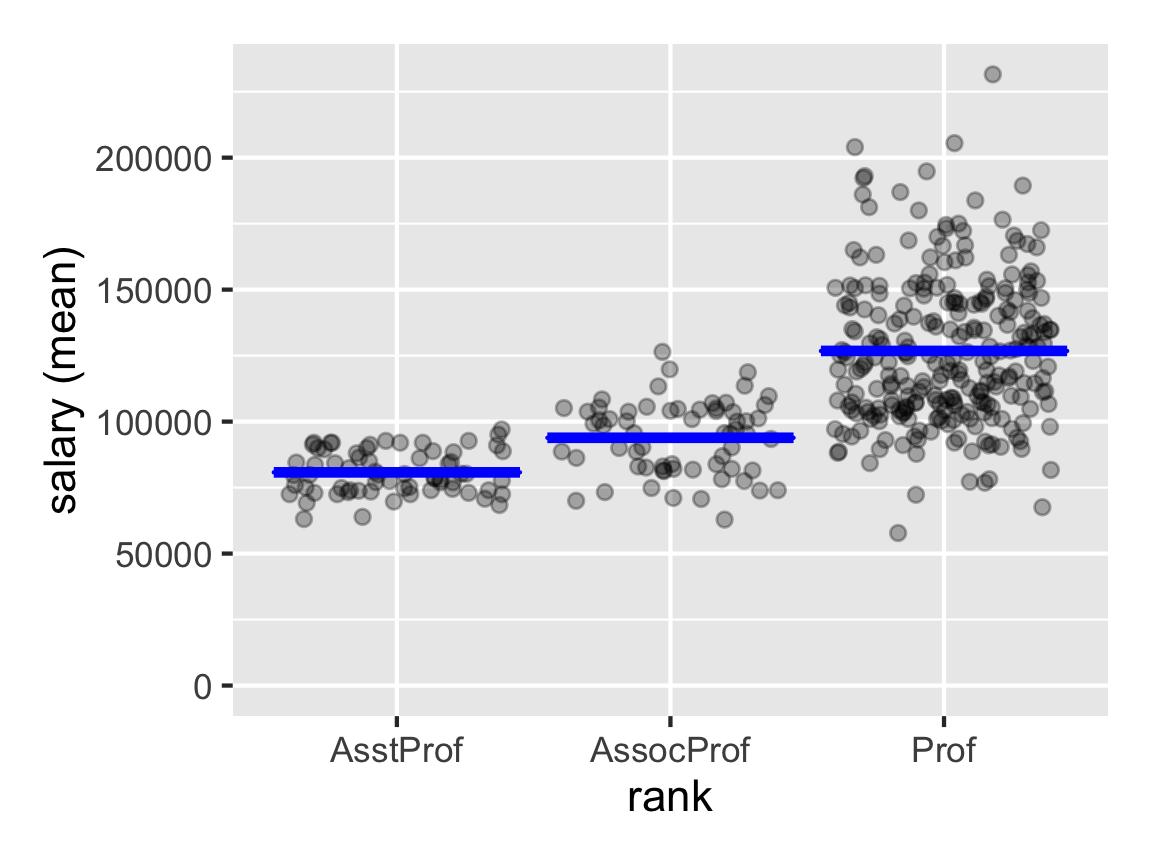 salary (mean)
200000
150000
100000
50000
0
AsstProf
AssocProf
Prof
rank